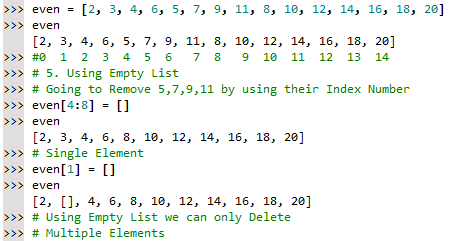 >>> even = [2, 3, 4, 6, 5, 7, 9, 11, 8, 10, 12, 14, 16, 18, 20]
>>> even
[2, 3, 4, 6, 5, 7, 9, 11, 8, 10, 12, 14, 16, 18, 20]
>>> #0 1 2 3 4 5 6 7 8 9 10 11 12 13 14
>>> # 5. Using Empty List
>>> # Going to Remove 5,7,9,11 by using their Index Number
>>> even[4:8] = []
>>> even
[2, 3, 4, 6, 8, 10, 12, 14, 16, 18, 20]
>>> # Single Element
>>> even[1] = []
>>> even
[2, [], 4, 6, 8, 10, 12, 14, 16, 18, 20]
>>> # Using Empty List we can only Delete
>>> # Multiple Elements